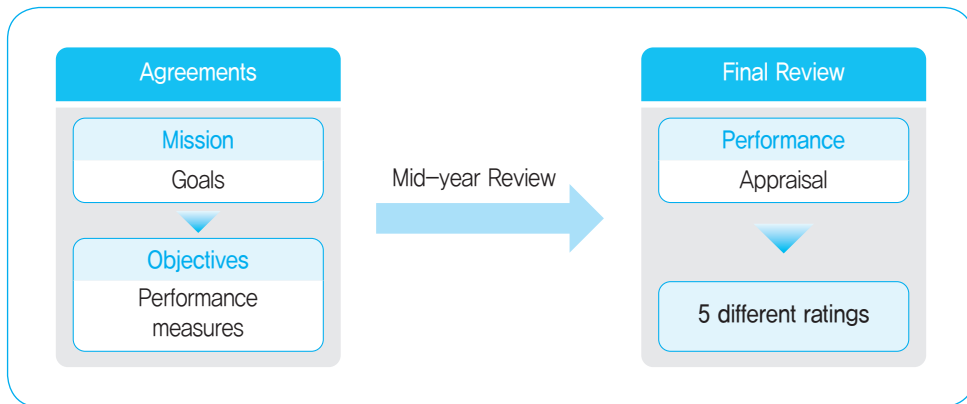 Agreements
Mission
Goals
Objectives
Performance
measures
Mid-year Review
Final Review
Performance
Appraisal
5 different ratings